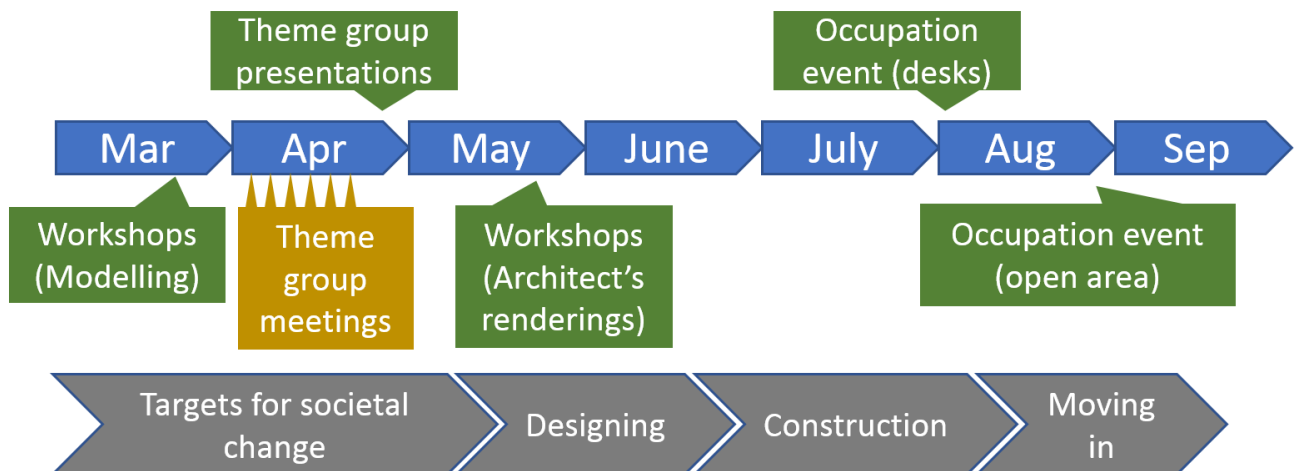 Theme group
presentations
Occupation
event (desks)
Mar
Apr
May
June
July
Aug
Sep
Workshops
(Modelling)
Theme
group
meetings
Workshops
(Architect’s
renderings)
Occupation event
(open area)
Targets for societal
change
Designing
Construction
Moving
in